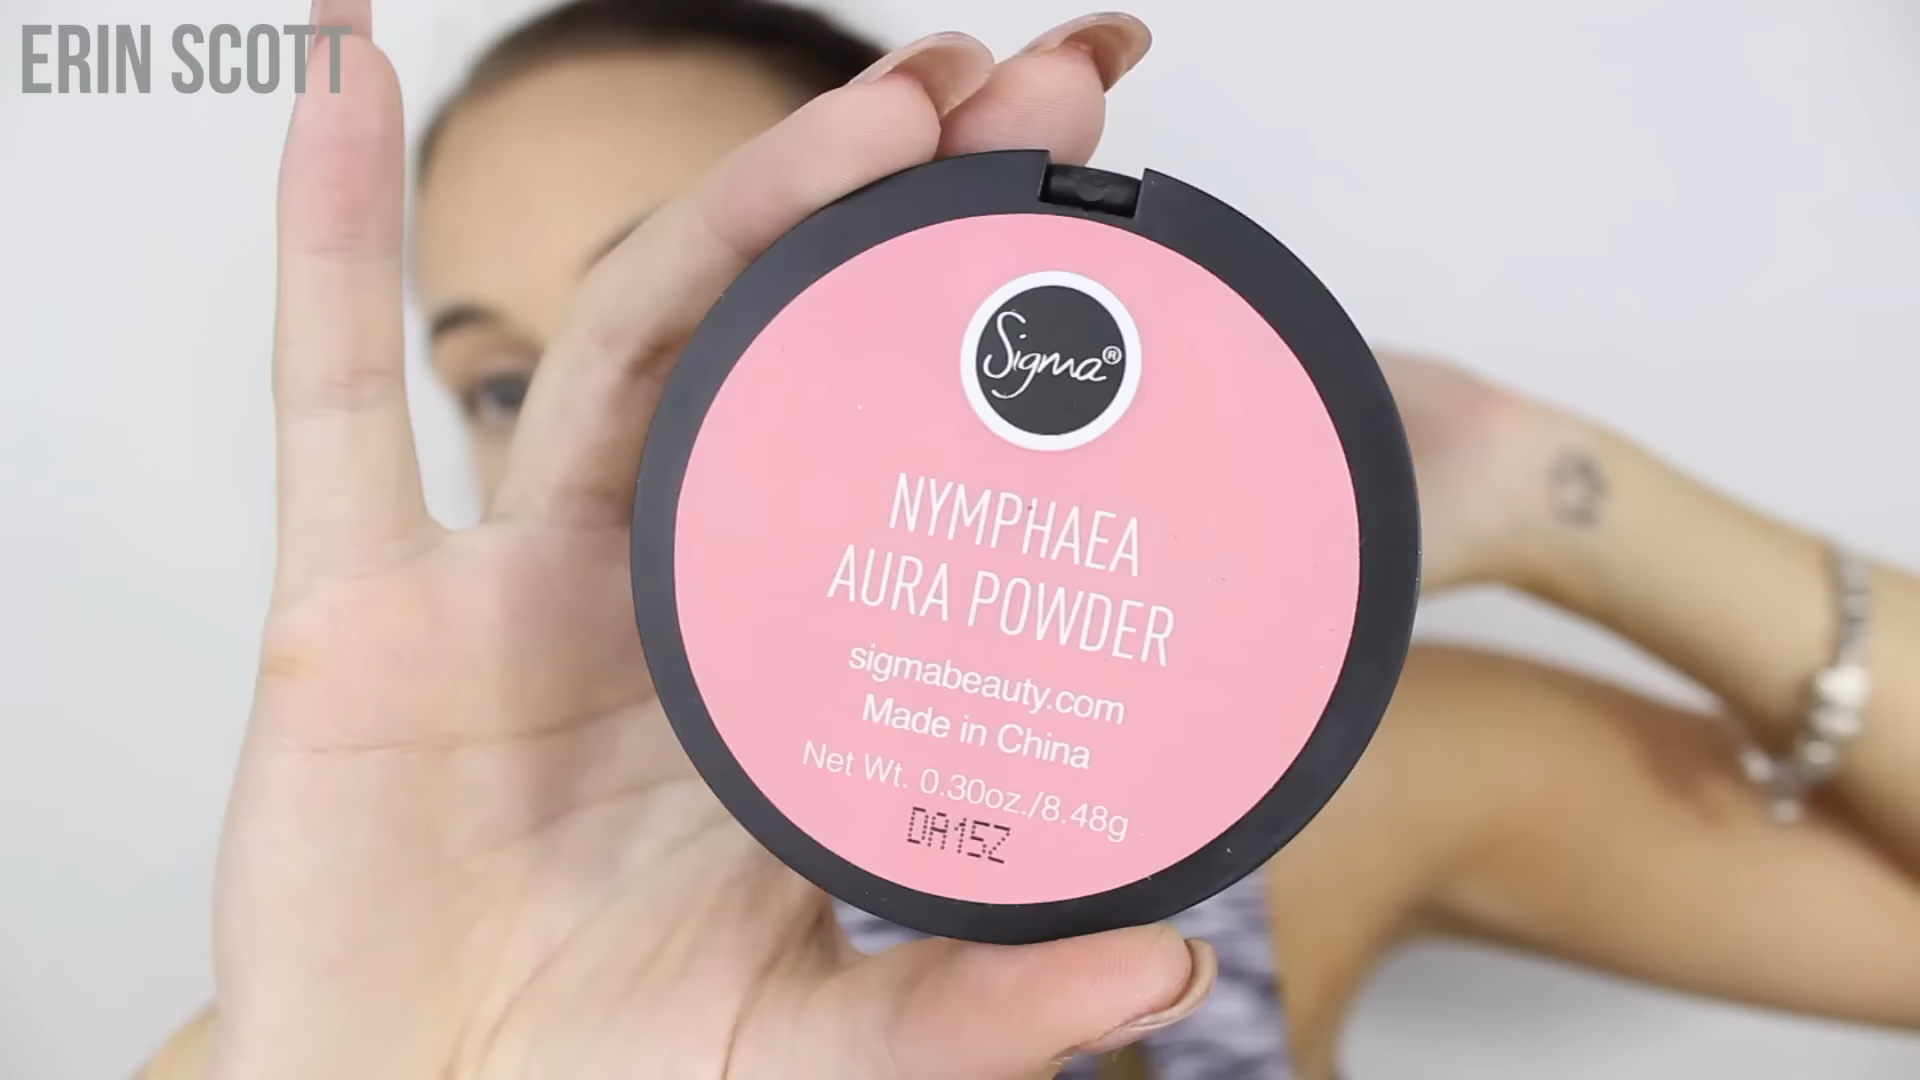 ERIN SCOTT
Sigma®
NYMPHAEA
AURA POWDER
sigmabeauty.com
Made in China
Net Wt. 0.30oz./8.48g
DA15Z